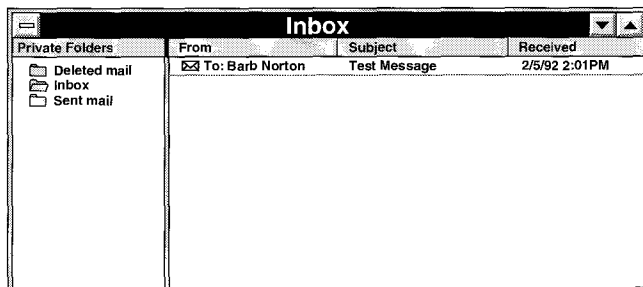 Inbox
Private Folders From Subject Received
Deleted mail To: Barb Norton Test Message 2/5/92 2:01PM
Inbox
Sent mail